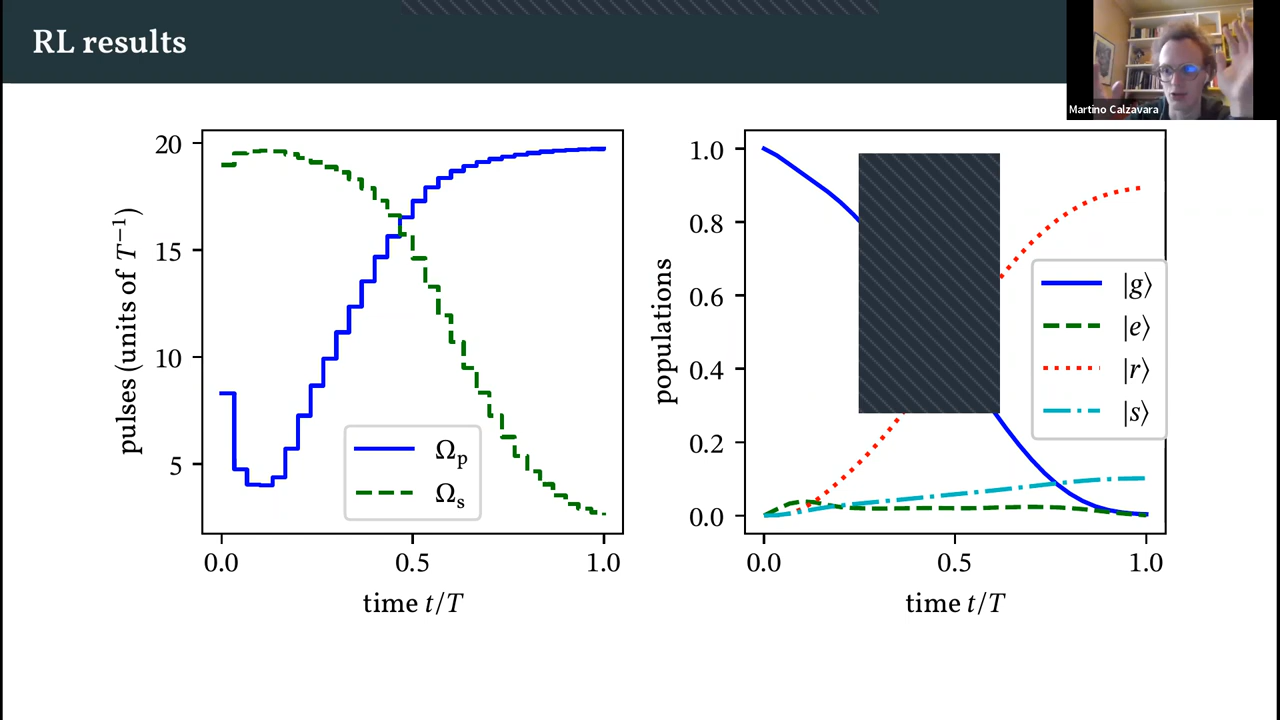 RL results
Martino Calzavara
20
15
10
5
pulses (units of T⁻¹)
Ωp
Ωs
0.0 0.5 1.0
time t/T
1.0
0.8
0.6
0.4
0.2
0.0
populations
|g⟩
|e⟩
|r⟩
|s⟩
0.0 0.5 1.0
time t/T